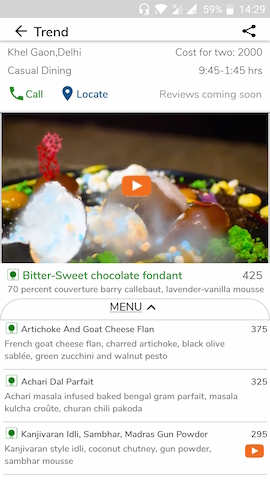 59% 14:29
Trend
Khel Gaon,Delhi Cost for two: 2000
Casual Dining 9:45-1:45 hrs
Call Locate Reviews coming soon
Bitter-Sweet chocolate fondant 425
70 percent couverture barry callebaut, lavender-vanilla mousse
MENU
Artichoke And Goat Cheese Flan 375
French goat cheese flan, charred artichoke, black olive
sablée, green zucchini and walnut pesto
Achari Dal Parfait 325
Achari masala infused baked bengal gram parfait, masala
kulcha croûte, churan chili pakoda
Kanjivaran Idli, Sambhar, Madras Gun Powder 295
Kanjivaram style idli, coconut chutney, gun powder,
sambhar mousse